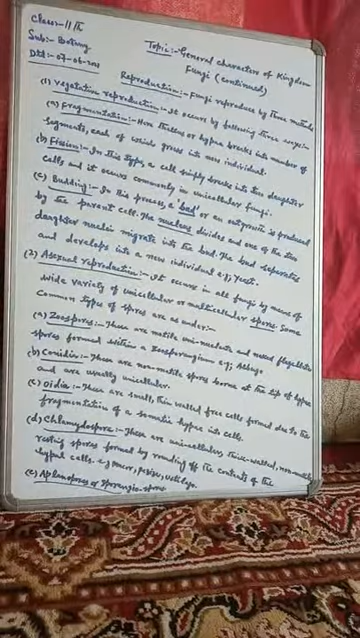 Class:- 11th
Sub:- Botany
Dtd:- 07-06-2021
Topic:- General characters of Kingdom
Fungi (continued)
Reproduction:- Fungi reproduce by three methods
(1) Vegetative reproduction:- It occurs by following three ways:-
(a) Fragmentation:- Here thallus or hypha breaks into number of
segments, each of which grows into new individual.
(b) Fission:- In this type, a cell simply breaks into two daughter
cells and it occurs commonly in unicellular fungi.
(c) Budding:- In this process, a 'bud' or an outgrowth is produced
by the parent cell. The nucleus divides and one of the two
daughter nuclei migrate into the bud. The bud separates
and develops into a new individual e.g; Yeast.
(2) Asexual reproduction:- It occurs in all fungi by means of
wide variety of unicellular or multicellular spores. Some
common types of spores are as under:-
(a) Zoospores:- These are motile uni-nucleate and naked flagellate
spores formed within a Zoosporangium e.g;
(b) Conidia:- These are non-motile spores borne at the tip of hypha
and are usually unicellular.
(c) Oidia:- These are small, thin walled free cells formed due to the
fragmentation of a somatic hypha into cells.
(d) Chlamydospore:- These are unicellular, thick-walled, non-motile
resting spores formed by rounding off the contents of the
hyphal cells. e.g; Mucor, Ustilago.
(e) Aplanospores or Sporangio-spores